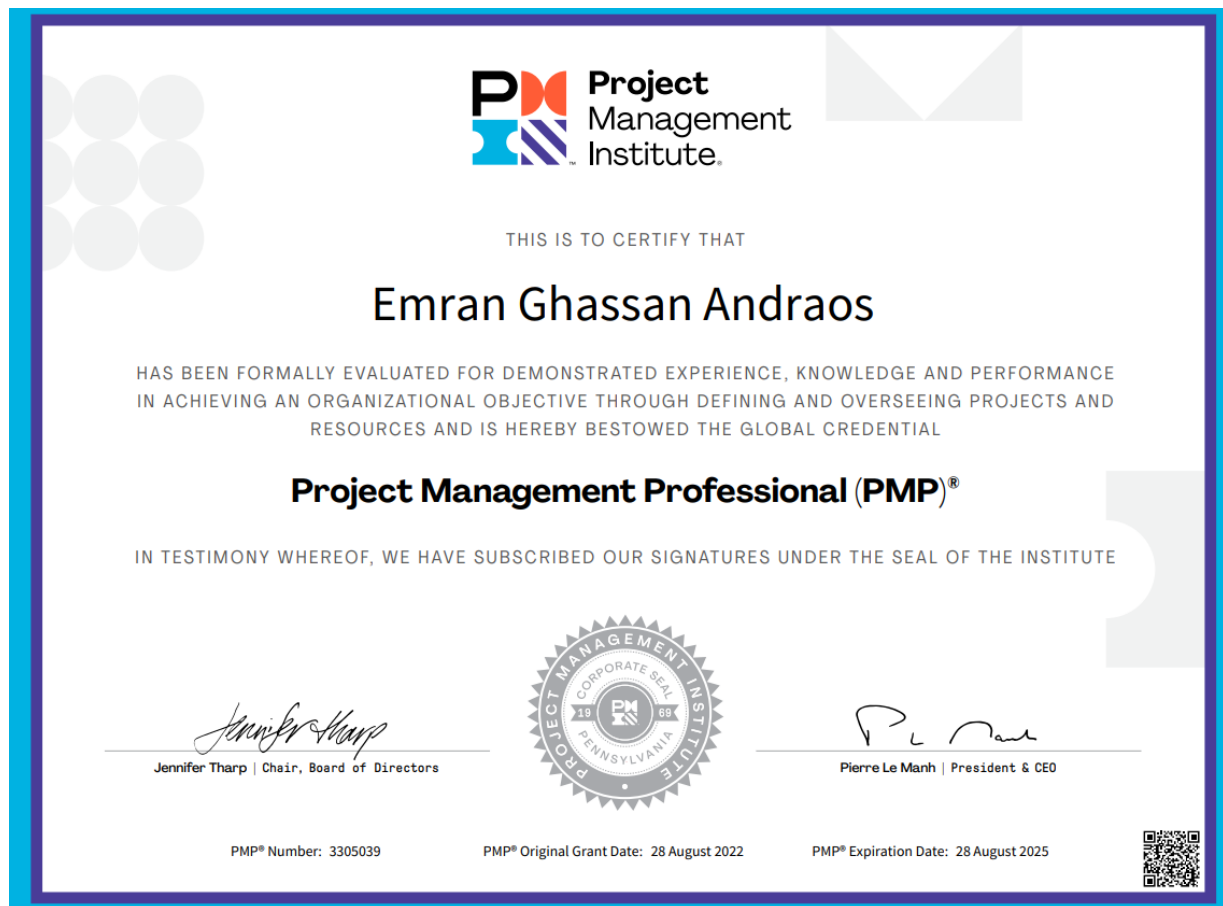 PM
Project
Management
Institute®
™
THIS IS TO CERTIFY THAT
Emran Ghassan Andraos
HAS BEEN FORMALLY EVALUATED FOR DEMONSTRATED EXPERIENCE, KNOWLEDGE AND PERFORMANCE
IN ACHIEVING AN ORGANIZATIONAL OBJECTIVE THROUGH DEFINING AND OVERSEEING PROJECTS AND
RESOURCES AND IS HEREBY BESTOWED THE GLOBAL CREDENTIAL
Project Management Professional (PMP)®
IN TESTIMONY WHEREOF, WE HAVE SUBSCRIBED OUR SIGNATURES UNDER THE SEAL OF THE INSTITUTE
PROJECT MANAGEMENT INSTITUTE
CORPORATE SEAL
19 69
PENNSYLVANIA
Jennifer Tharp
Jennifer Tharp | Chair, Board of Directors
Pierre Le Manh | President & CEO
PMP® Number: 3305039
PMP® Original Grant Date: 28 August 2022
PMP® Expiration Date: 28 August 2025